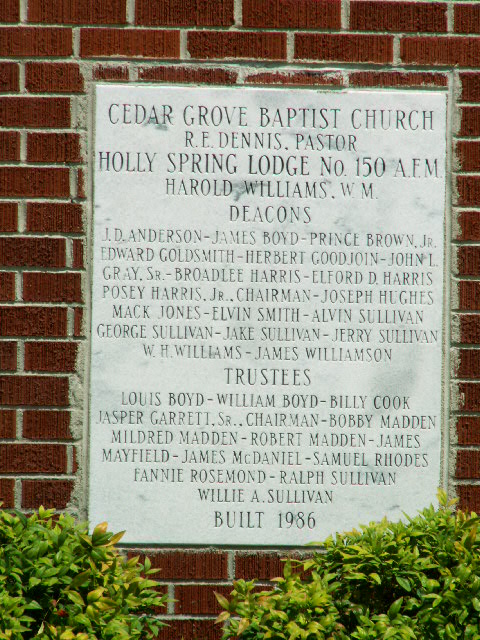 CEDAR GROVE BAPTIST CHURCH
R.E. DENNIS, PASTOR
HOLLY SPRING LODGE No. 150 A.F.M.
HAROLD WILLIAMS, W.M.
DEACONS
J.D. ANDERSON-JAMES BOYD-PRINCE BROWN, JR.
EDWARD GOLDSMITH-HERBERT GOODJOIN-JOHN L.
GRAY, SR.-BROADLEE HARRIS-ELFORD D. HARRIS
POSEY HARRIS, JR., CHAIRMAN-JOSEPH HUGHES
MACK JONES-ELVIN SMITH-ALVIN SULLIVAN
GEORGE SULLIVAN-JAKE SULLIVAN-JERRY SULLIVAN
W.H. WILLIAMS-JAMES WILLIAMSON
TRUSTEES
LOUIS BOYD-WILLIAM BOYD-BILLY COOK
JASPER GARRETT, SR., CHAIRMAN-BOBBY MADDEN
MILDRED MADDEN-ROBERT MADDEN-JAMES
MAYFIELD-JAMES McDANIEL-SAMUEL RHODES
FANNIE ROSEMOND-RALPH SULLIVAN
WILLIE A. SULLIVAN
BUILT 1986